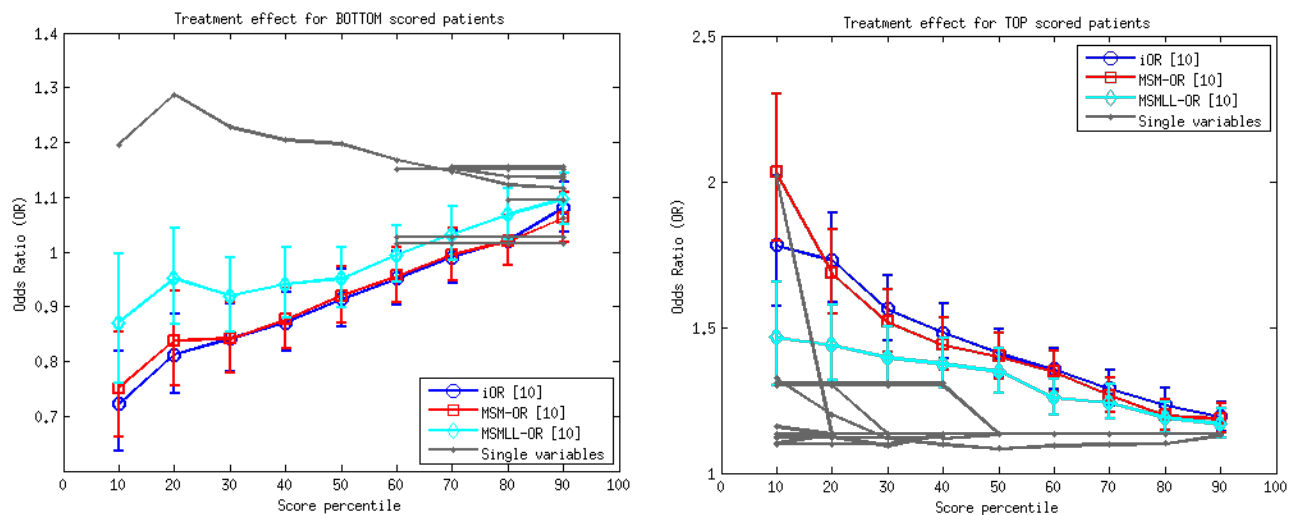 Treatment effect for BOTTOM scored patients
1.4
1.3
1.2
1.1
1
0.9
0.8
0.7
Odds Ratio (OR)
iOR [10]
MSM-OR [10]
MSMLL-OR [10]
Single variables
0 10 20 30 40 50 60 70 80 90 100
Score percentile
Treatment effect for TOP scored patients
2.5
2
1.5
1
Odds Ratio (OR)
iOR [10]
MSM-OR [10]
MSMLL-OR [10]
Single variables
0 10 20 30 40 50 60 70 80 90 100
Score percentile